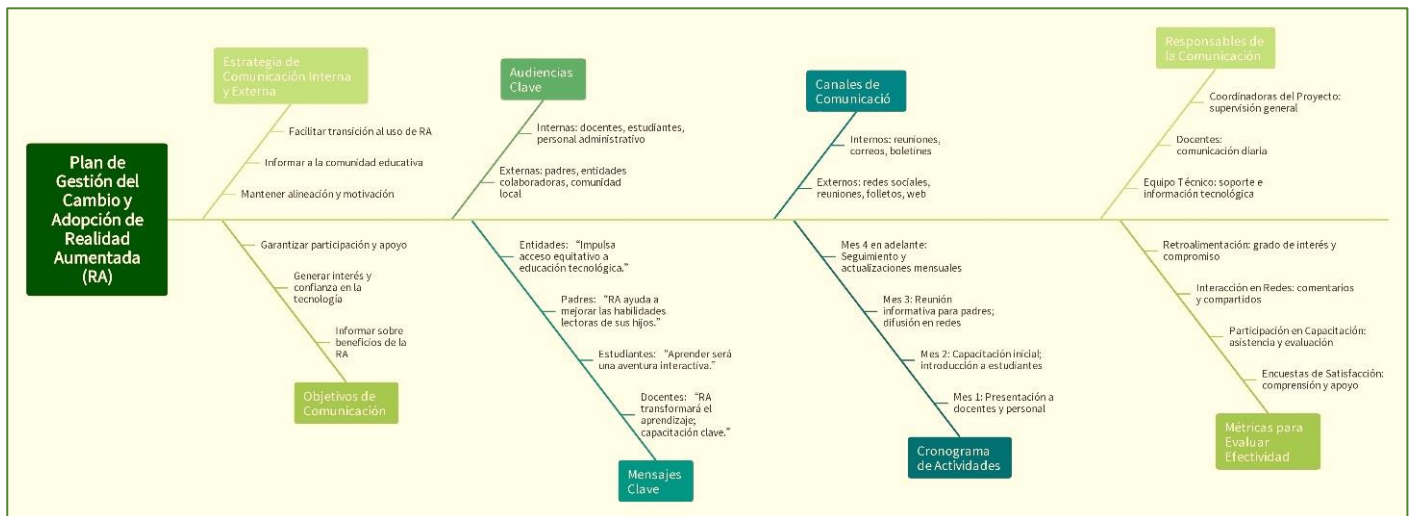 Plan de
Gestión del
Cambio y
Adopción de
Realidad
Aumentada
(RA)
Estrategia de
Comunicación Interna
y Externa
Facilitar transición al uso de RA
Informar a la comunidad educativa
Mantener alineación y motivación
Audiencias
Clave
Internas: docentes, estudiantes,
personal administrativo
Externas: padres, entidades
colaboradoras, comunidad
local
Canales de
Comunicació
Internos: reuniones,
correos, boletines
Externos: redes sociales,
reuniones, folletos, web
Responsables de
la Comunicación
Coordinadoras del Proyecto:
supervisión general
Docentes:
comunicación diaria
Equipo Técnico: soporte e
información tecnológica
Garantizar participación y apoyo
Generar interés y
confianza en la
tecnología
Informar sobre
beneficios de la
RA
Objetivos de
Comunicación
Entidades: “Impulsa
acceso equitativo a
educación tecnológica.”
Padres: “RA ayuda a
mejorar las habilidades
lectoras de sus hijos.”
Estudiantes: “Aprender será
una aventura interactiva.”
Docentes: “RA
transformará el
aprendizaje;
capacitación clave.”
Mensajes
Clave
Mes 4 en adelante:
Seguimiento y
actualizaciones mensuales
Mes 3: Reunión
informativa para padres;
difusión en redes
Mes 2: Capacitación inicial;
introducción a estudiantes
Mes 1: Presentación a
docentes y personal
Cronograma
de Actividades
Retroalimentación: grado de interés y
compromiso
Interacción en Redes: comentarios
y compartidos
Participación en Capacitación:
asistencia y evaluación
Encuestas de Satisfacción:
comprensión y apoyo
Métricas para
Evaluar
Efectividad